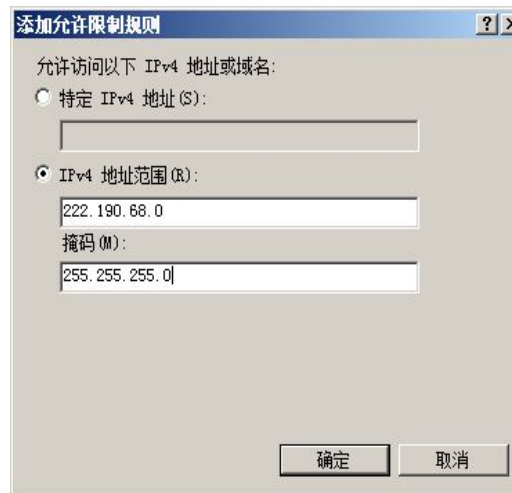 添加允许限制规则
允许访问以下 IPv4 地址或域名:
特定 IPv4 地址(S):
IPv4 地址范围(R):
222.190.68.0
掩码(M):
255.255.255.0
确定 取消